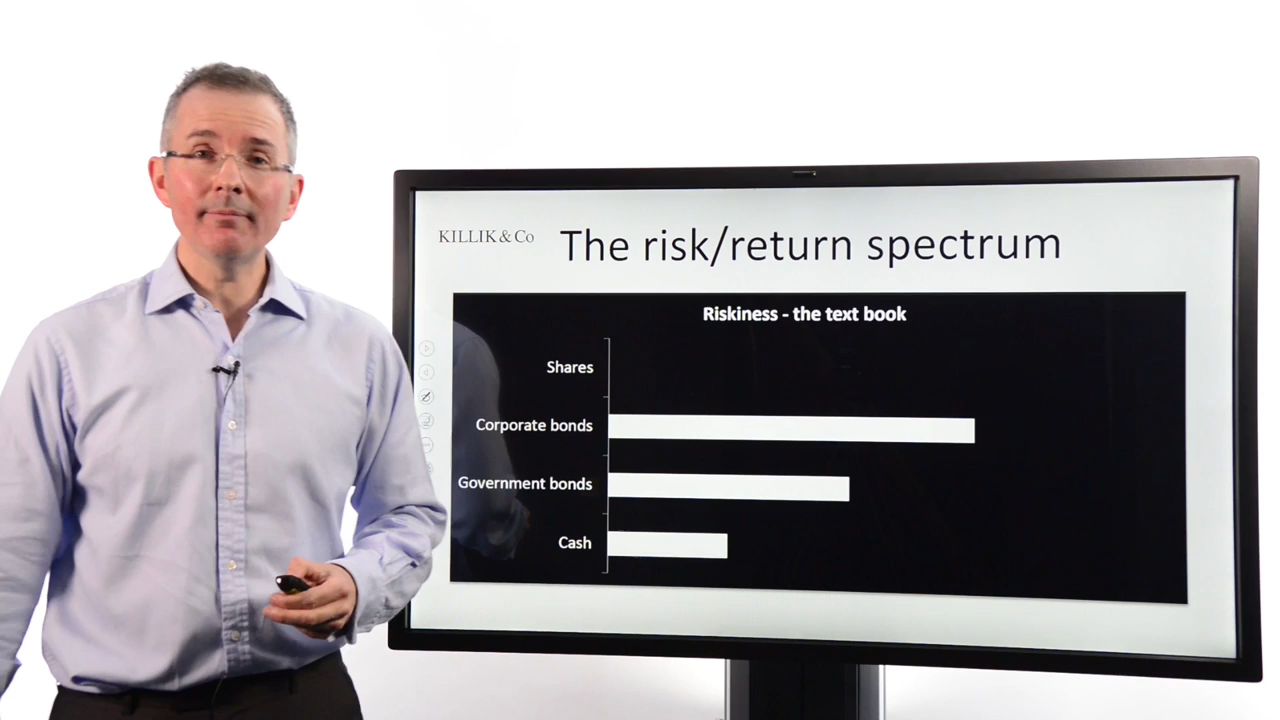 KILLIK & Co
The risk/return spectrum
Riskiness - the text book
Shares
Corporate bonds
Government bonds
Cash